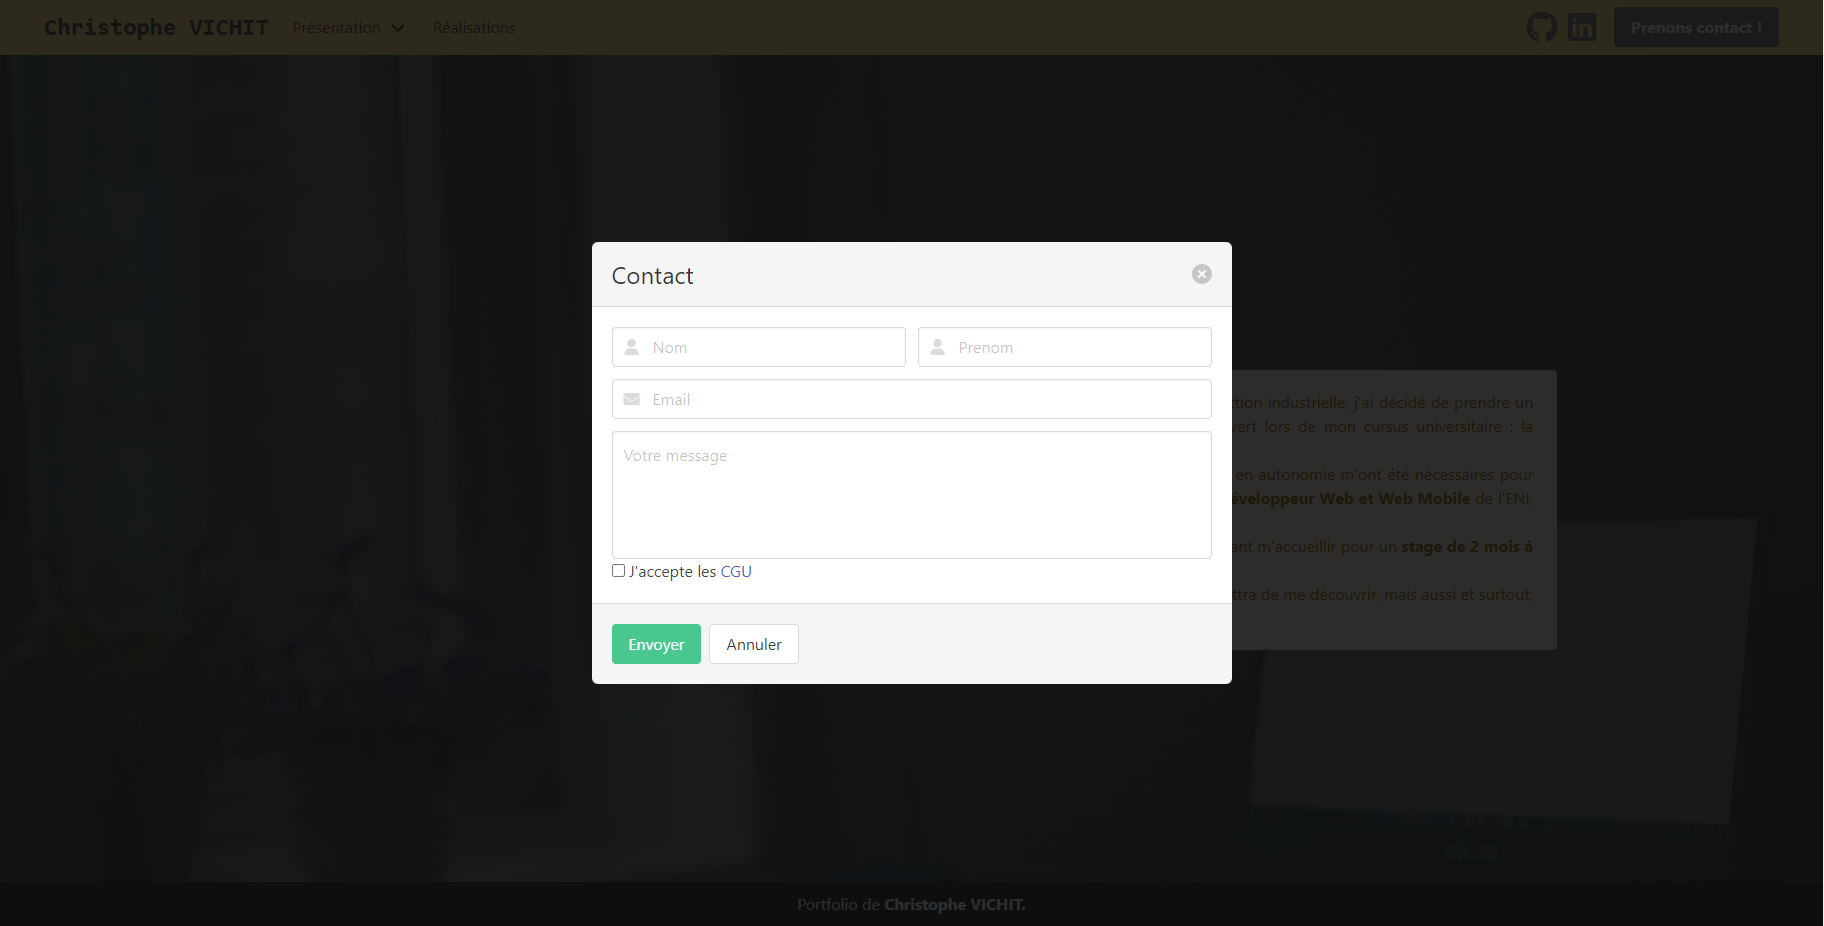 Christophe VICHIT Présentation Réalisations Prenons contact !
Contact
Nom Prenom
Email
Votre message
J'accepte les CGU
Envoyer Annuler
industrielle, j'ai décidé de prendre un
lors de mon cursus universitaire : la
en autonomie m'ont été nécessaires pour
éveloppeur Web et Web Mobile de l'ENI,
ant m'accueillir pour un stage de 2 mois à
ttra de me découvrir, mais aussi et surtout,
Portfolio de Christophe VICHIT.